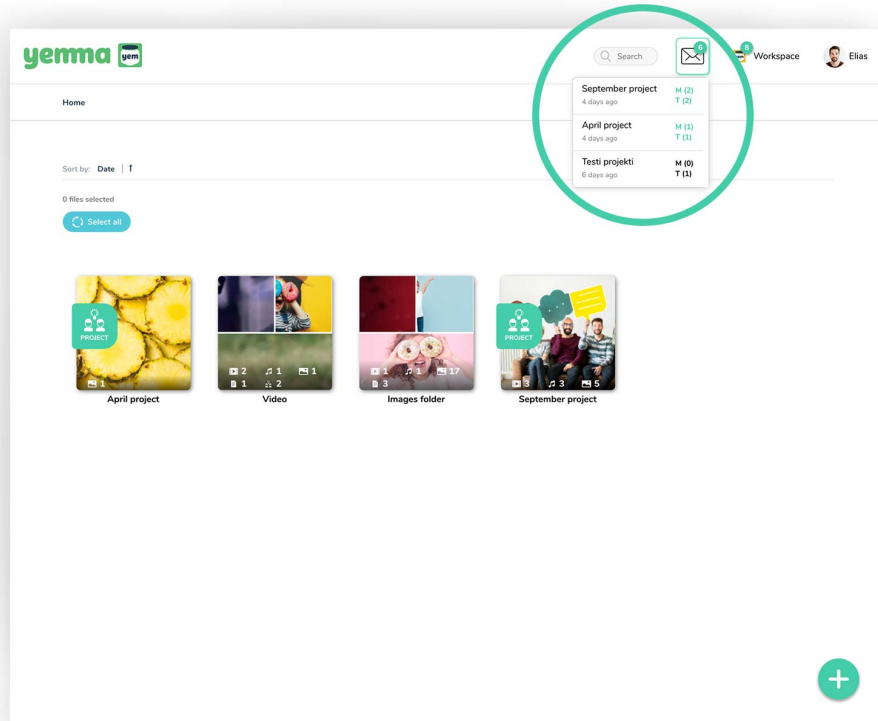 yemma yem
Search
6
8
Workspace
Elias
September project M (2)
4 days ago T (2)
April project M (1)
4 days ago T (1)
Testi projekti M (0)
6 days ago T (1)
Home
Sort by: Date
0 files selected
Select all
PROJECT
1
April project
2 1 1
1 2
Video
1 1 17
3
Images folder
PROJECT
3 3 5
September project